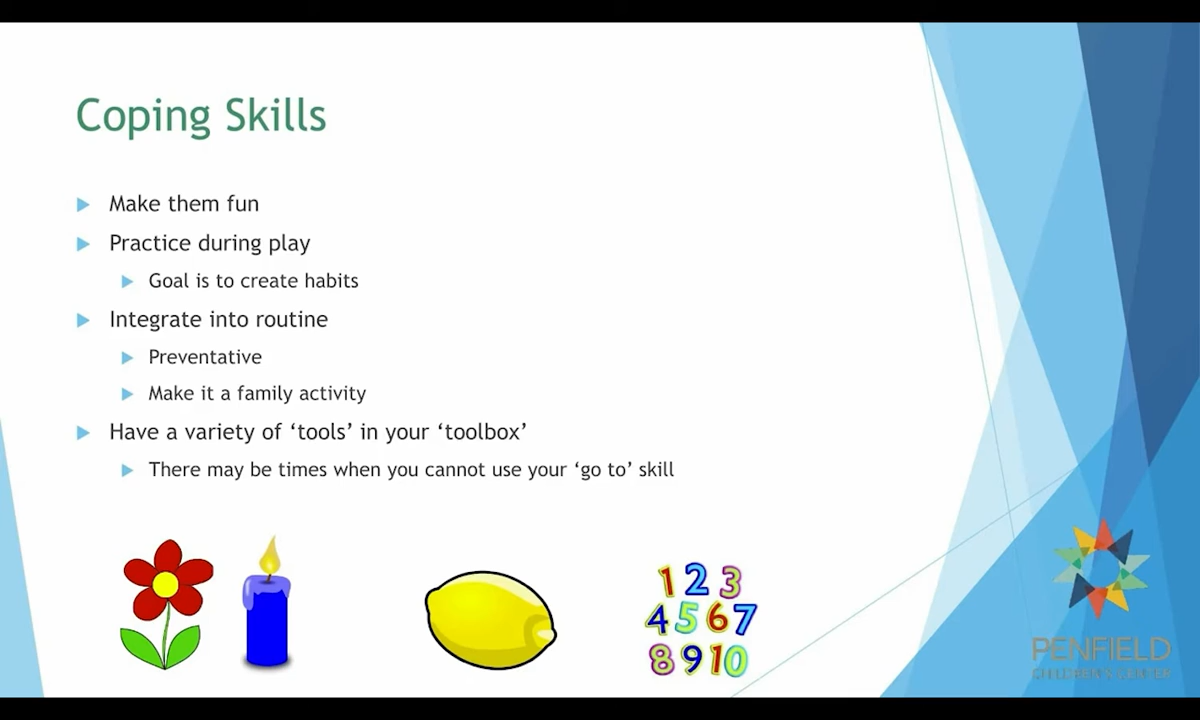 Coping Skills
Make them fun
Practice during play
Goal is to create habits
Integrate into routine
Preventative
Make it a family activity
Have a variety of ‘tools’ in your ‘toolbox’
There may be times when you cannot use your ‘go to’ skill
1 2 3
4 5 6 7
8 9 10
PENFIELD
CHILDREN'S CENTER